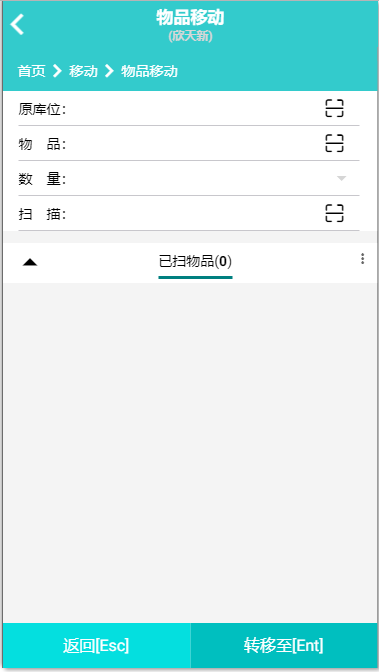 物品移动
(欣天新)
首页 移动 物品移动
原库位:
物 品:
数 量:
扫 描:
已扫物品(0)
返回[Esc] 转移至[Ent]